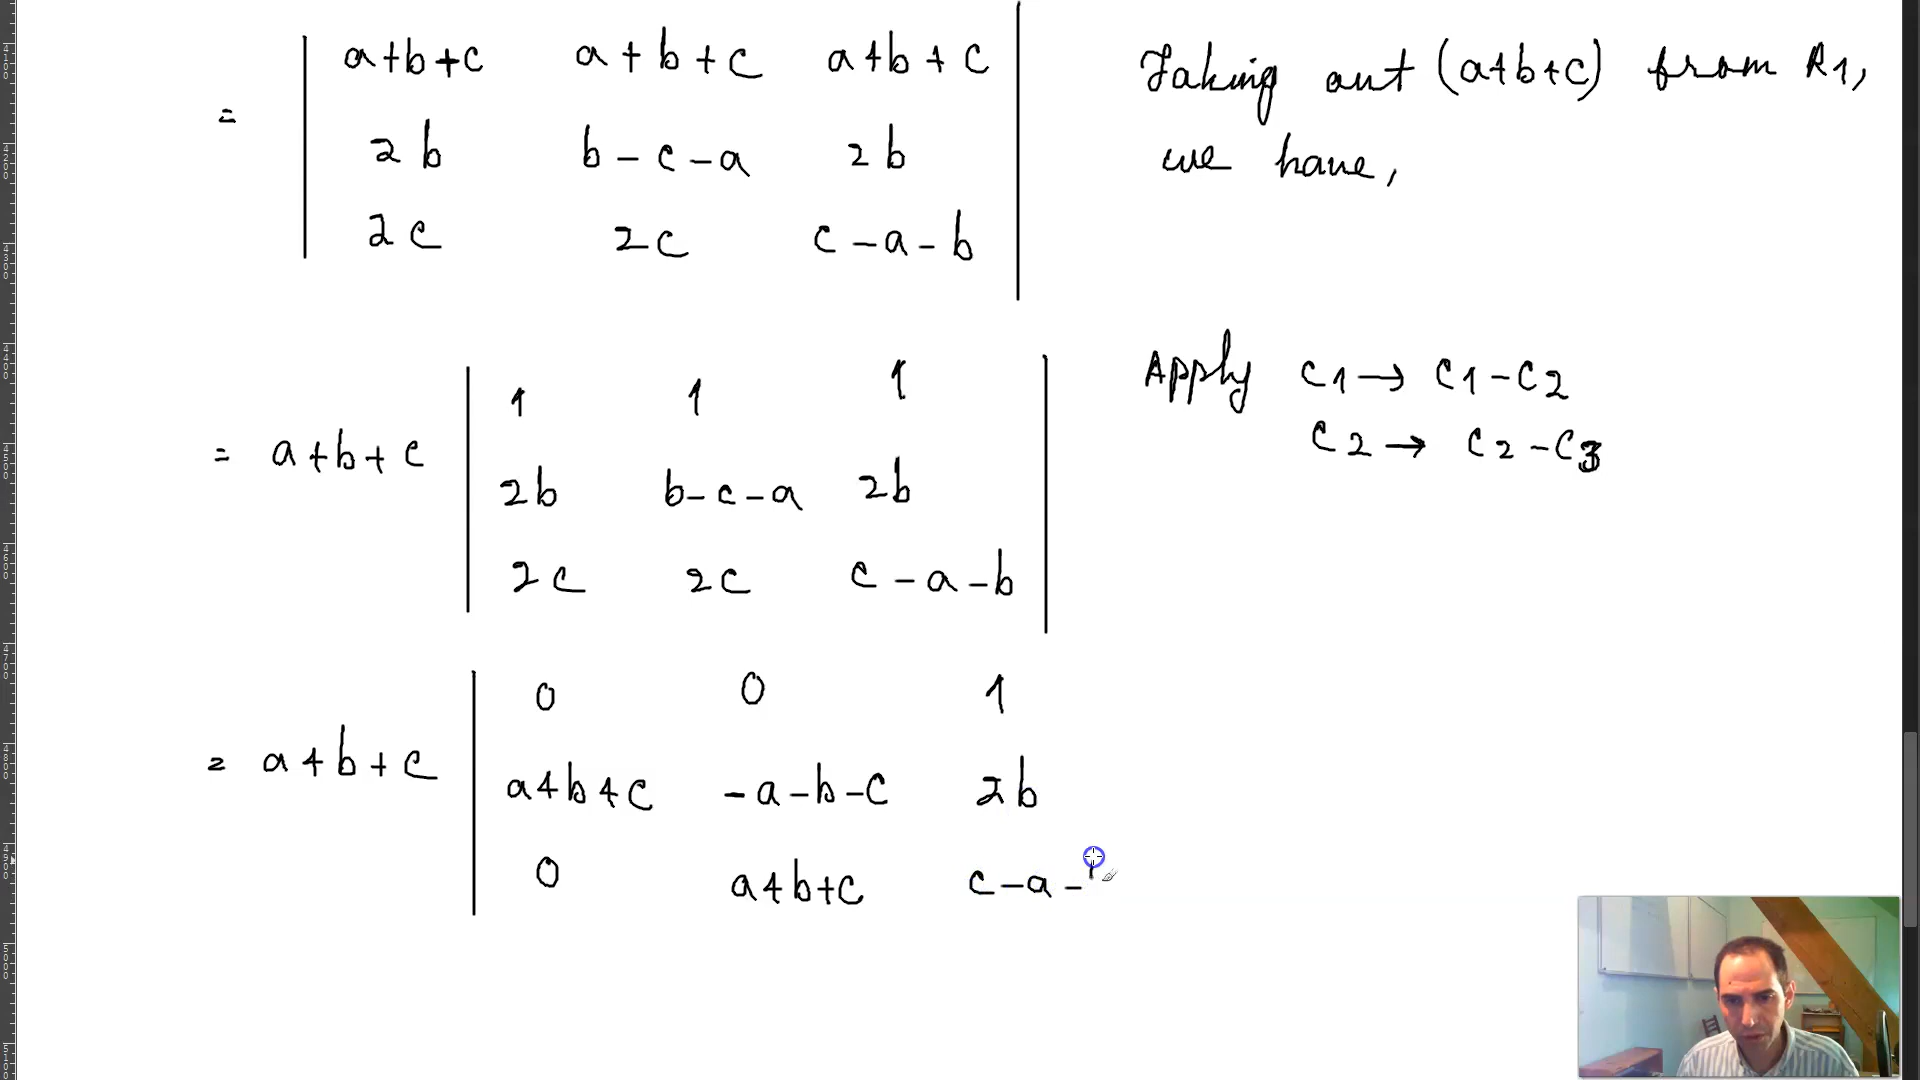 a+b+c a+b+c a+b+c
= 2b b-c-a 2b
2c 2c c-a-b
Taking out (a+b+c) from R1,
we have,
1 1 1
= a+b+c 2b b-c-a 2b
2c 2c c-a-b
Apply C1→ C1-C2
C2→ C2-C3
0 0 1
= a+b+c a+b+c -a-b-c 2b
0 a+b+c c-a-